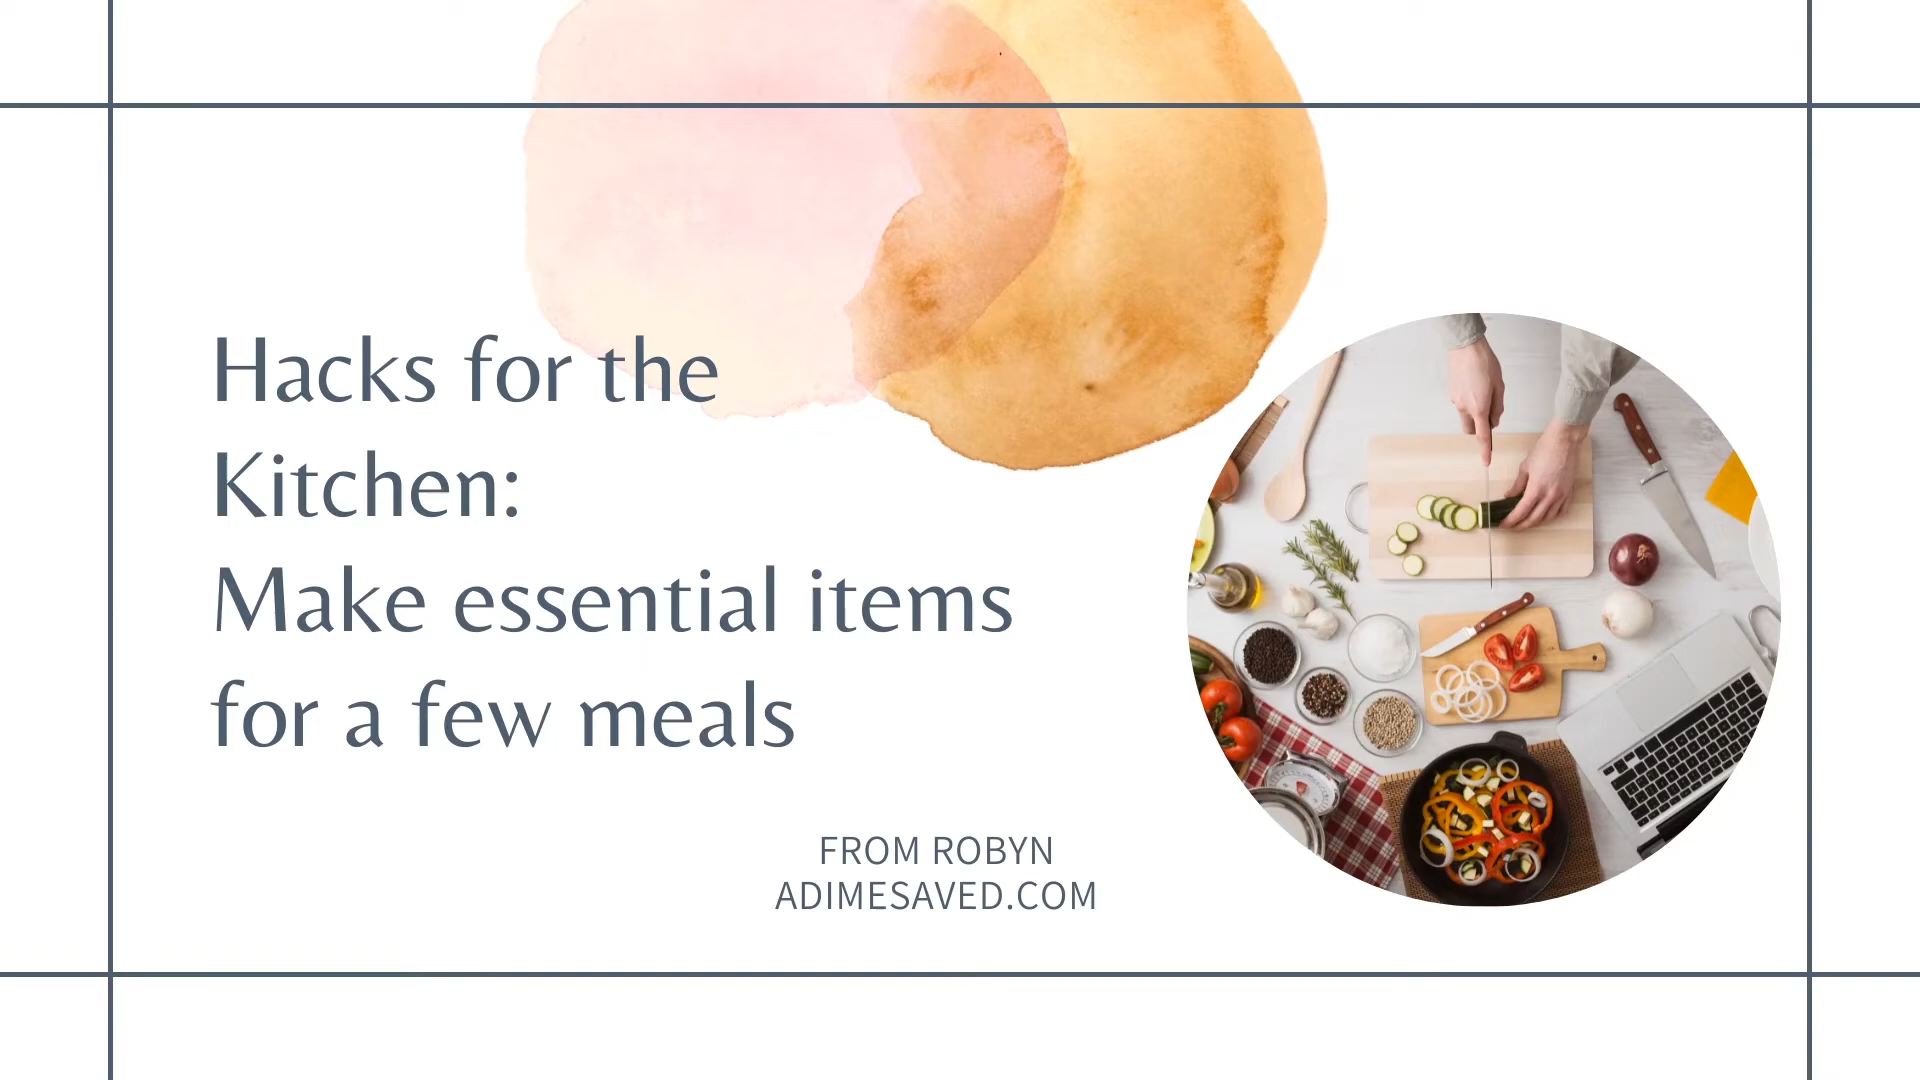 Hacks for the
Kitchen:
Make essential items
for a few meals
FROM ROBYN
ADIMESAVED.COM